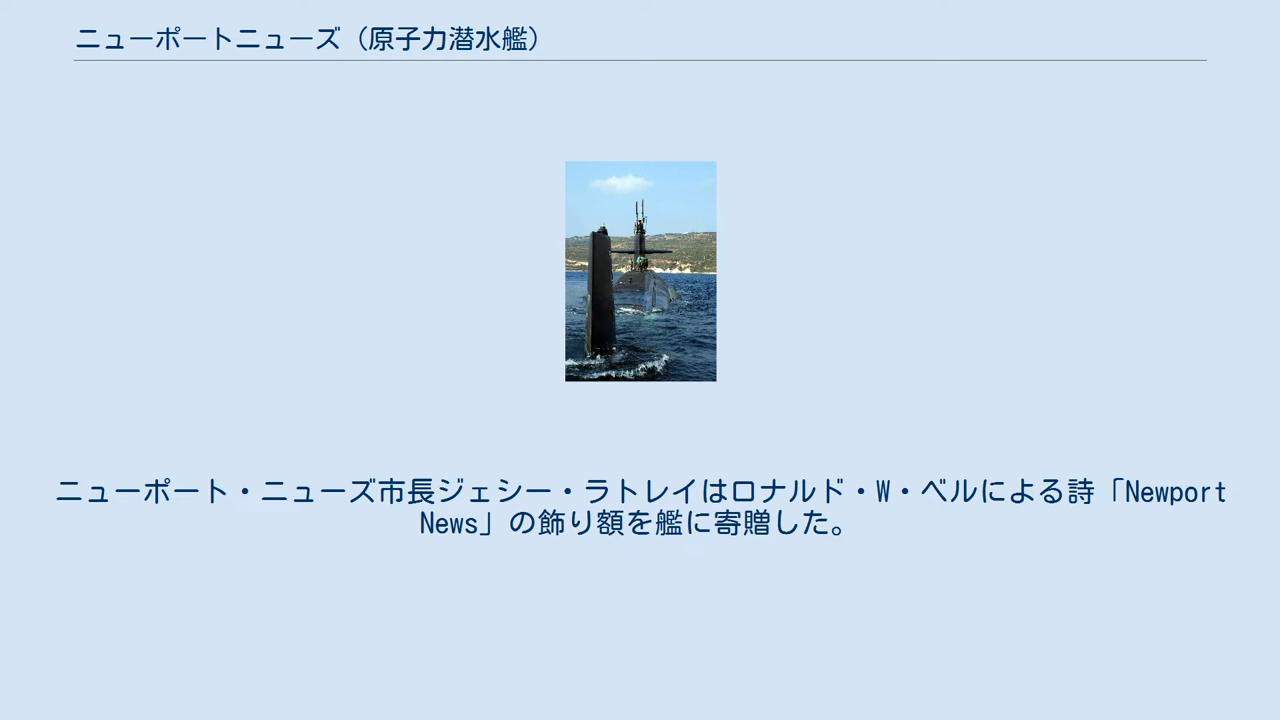 ニューポートニューズ（原子力潜水艦）
ニューポート・ニューズ市長ジェシー・ラトレイはロナルド・W・ベルによる詩「Newport
News」の飾り額を艦に寄贈した。